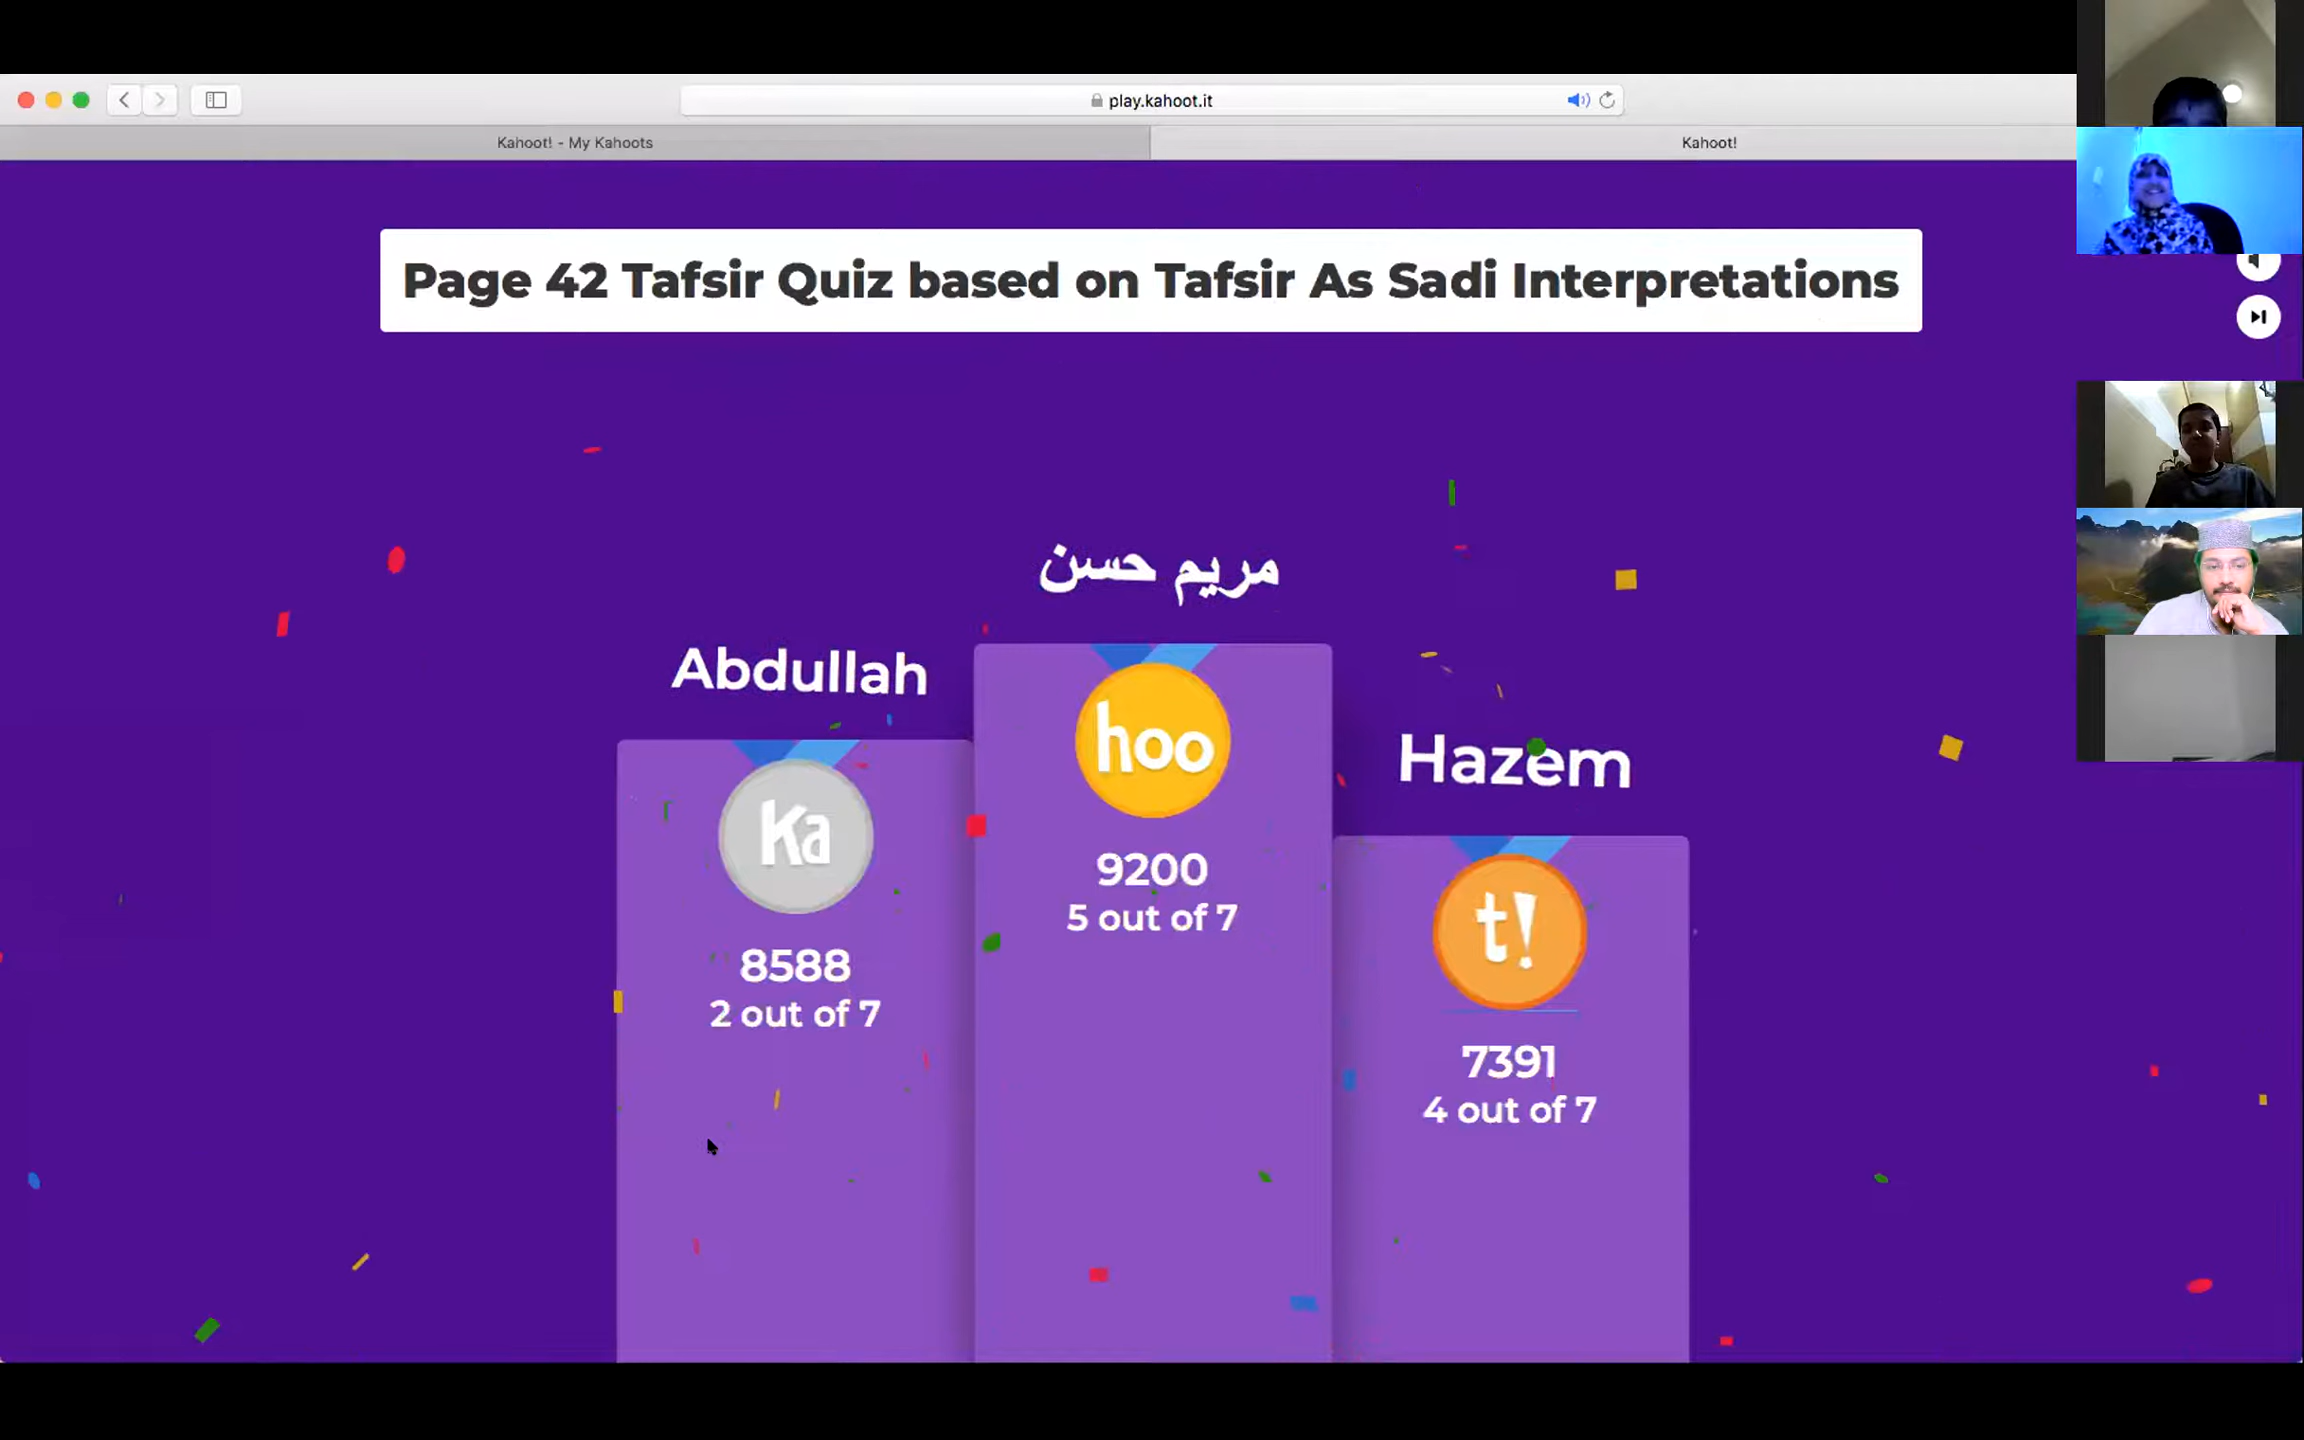 play.kahoot.it
Kahoot! - My Kahoots
Kahoot!
Page 42 Tafsir Quiz based on Tafsir As Sadi Interpretations
مريم حسن
Abdullah
hoo
Hazem
Ka
9200
5 out of 7
t!
8588
2 out of 7
7391
4 out of 7